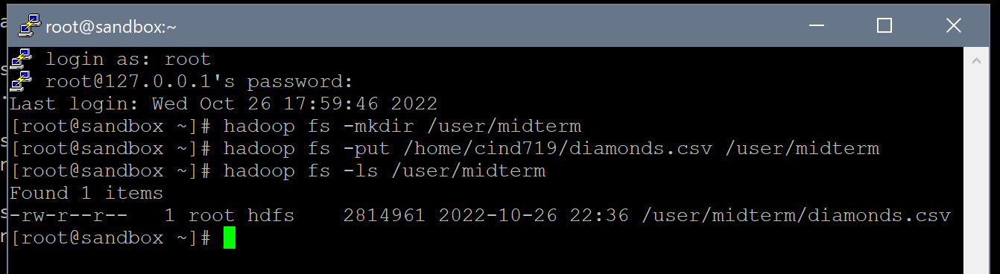 root@sandbox:~
login as: root
root@127.0.0.1's password:
Last login: Wed Oct 26 17:59:46 2022
[root@sandbox ~]# hadoop fs -mkdir /user/midterm
[root@sandbox ~]# hadoop fs -put /home/cind719/diamonds.csv /user/midterm
[root@sandbox ~]# hadoop fs -ls /user/midterm
Found 1 items
-rw-r--r--   1 root hdfs    2814961 2022-10-26 22:36 /user/midterm/diamonds.csv
[root@sandbox ~]#